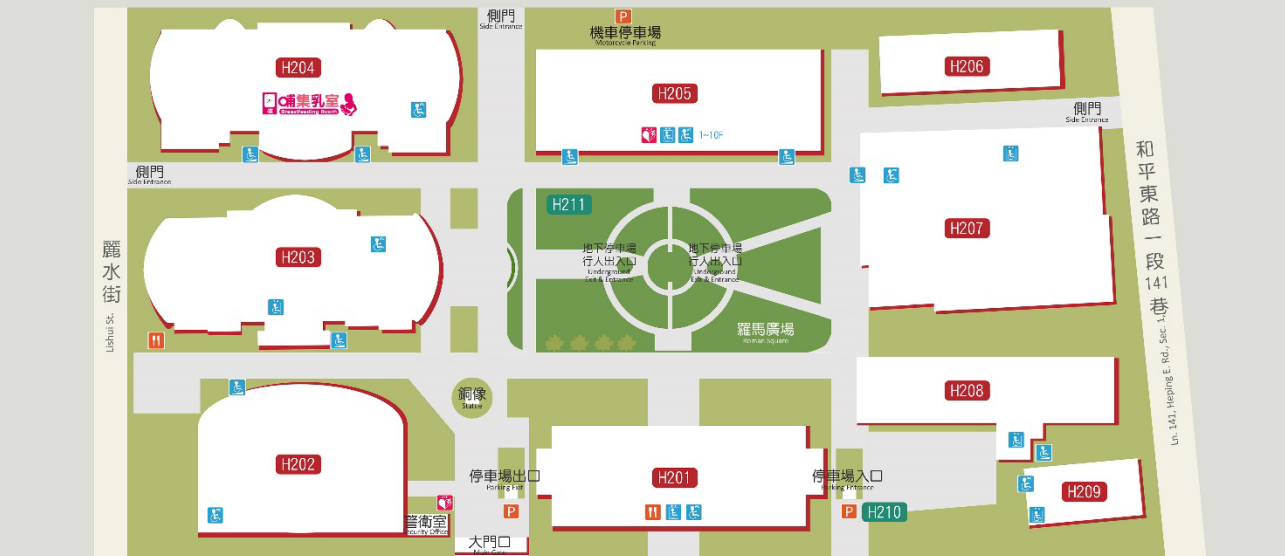 側門
Side Entrance
P
機車停車場
Motorcycle Parking
H204
哺集乳室
Breastfeeding Room
H205
1~10F
H206
側門
Side Entrance
側門
Side Entrance
H211
地下停車場
行人出入口
Underground
Exit & Entrance
地下停車場
行人出入口
Underground
Exit & Entrance
羅馬廣場
Roman Square
H203
H207
麗水街
Lishui St.
和平東路一段141巷
Ln. 141, Heping E. Rd., Sec.
銅像
Statue
H208
H202
停車場出口
Parking Exit
P
H201
停車場入口
Parking Entrance
P
H210
H209
警衛室
Security Office
大門口
Main Gate